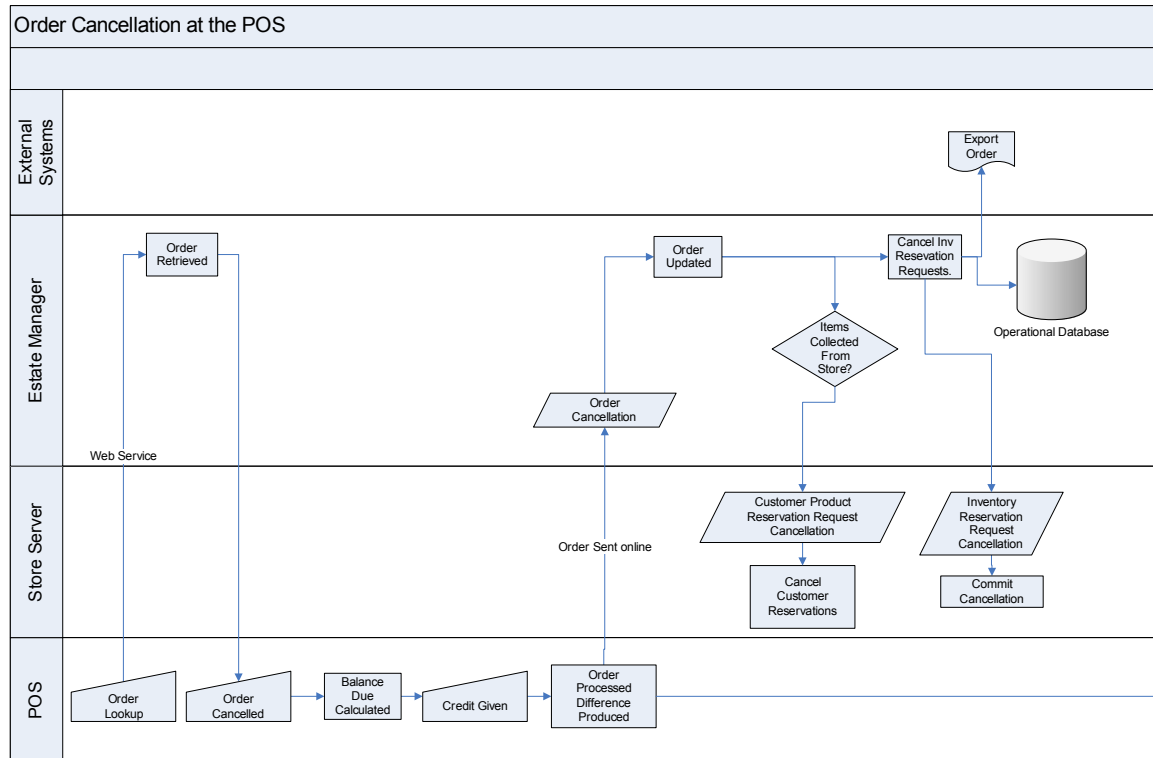 Order Cancellation at the POS
External
Systems
Export
Order
Estate Manager
Order
Retrieved
Order
Updated
Cancel Inv
Resevation
Requests.
Operational Database
Items
Collected
From
Store?
Order
Cancellation
Web Service
Store Server
Customer Product
Reservation Request
Cancellation
Inventory
Reservation
Request
Cancellation
Order Sent online
Cancel
Customer
Reservations
Commit
Cancellation
POS
Order
Lookup
Order
Cancelled
Balance
Due
Calculated
Credit Given
Order
Processed
Difference
Produced